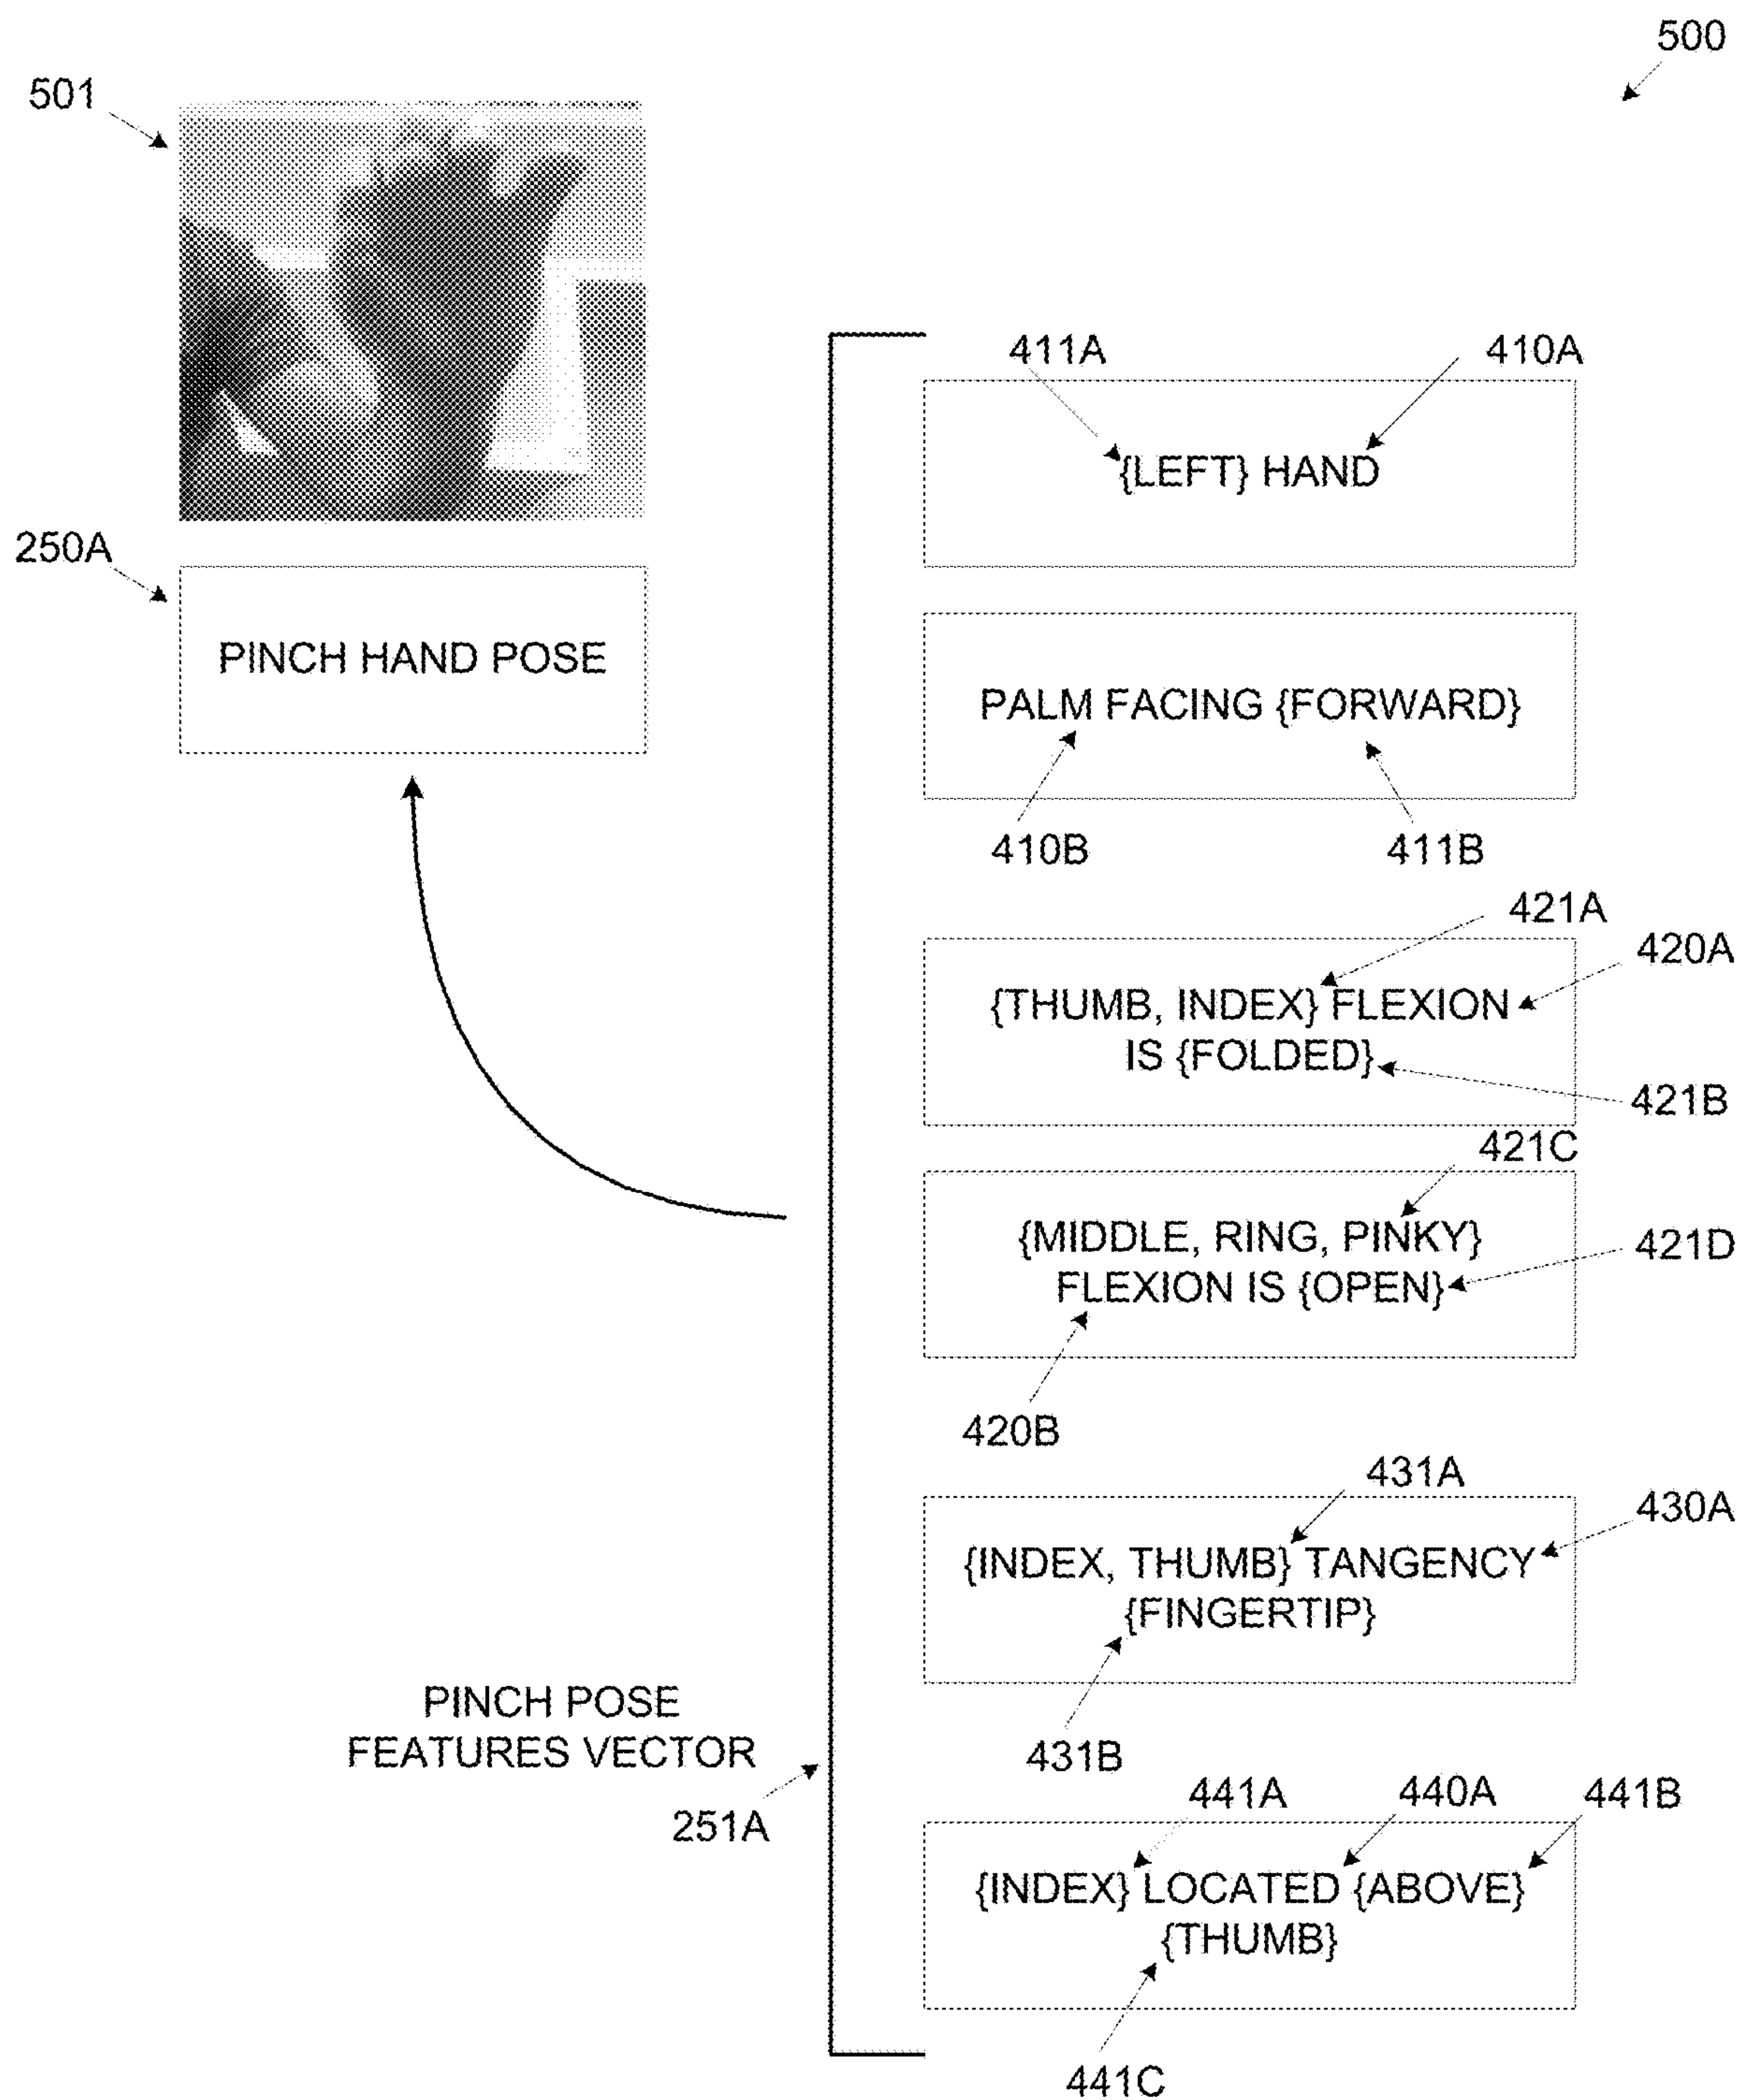 500
501
250A
PINCH HAND POSE
411A
410A
{LEFT} HAND
PALM FACING {FORWARD}
410B
411B
421A
420A
{THUMB, INDEX} FLEXION
IS {FOLDED}
421B
421C
{MIDDLE, RING, PINKY}
FLEXION IS {OPEN}
421D
420B
431A
430A
{INDEX, THUMB} TANGENCY
{FINGERTIP}
431B
PINCH POSE
FEATURES VECTOR
251A
441A
440A
441B
{INDEX} LOCATED {ABOVE}
{THUMB}
441C